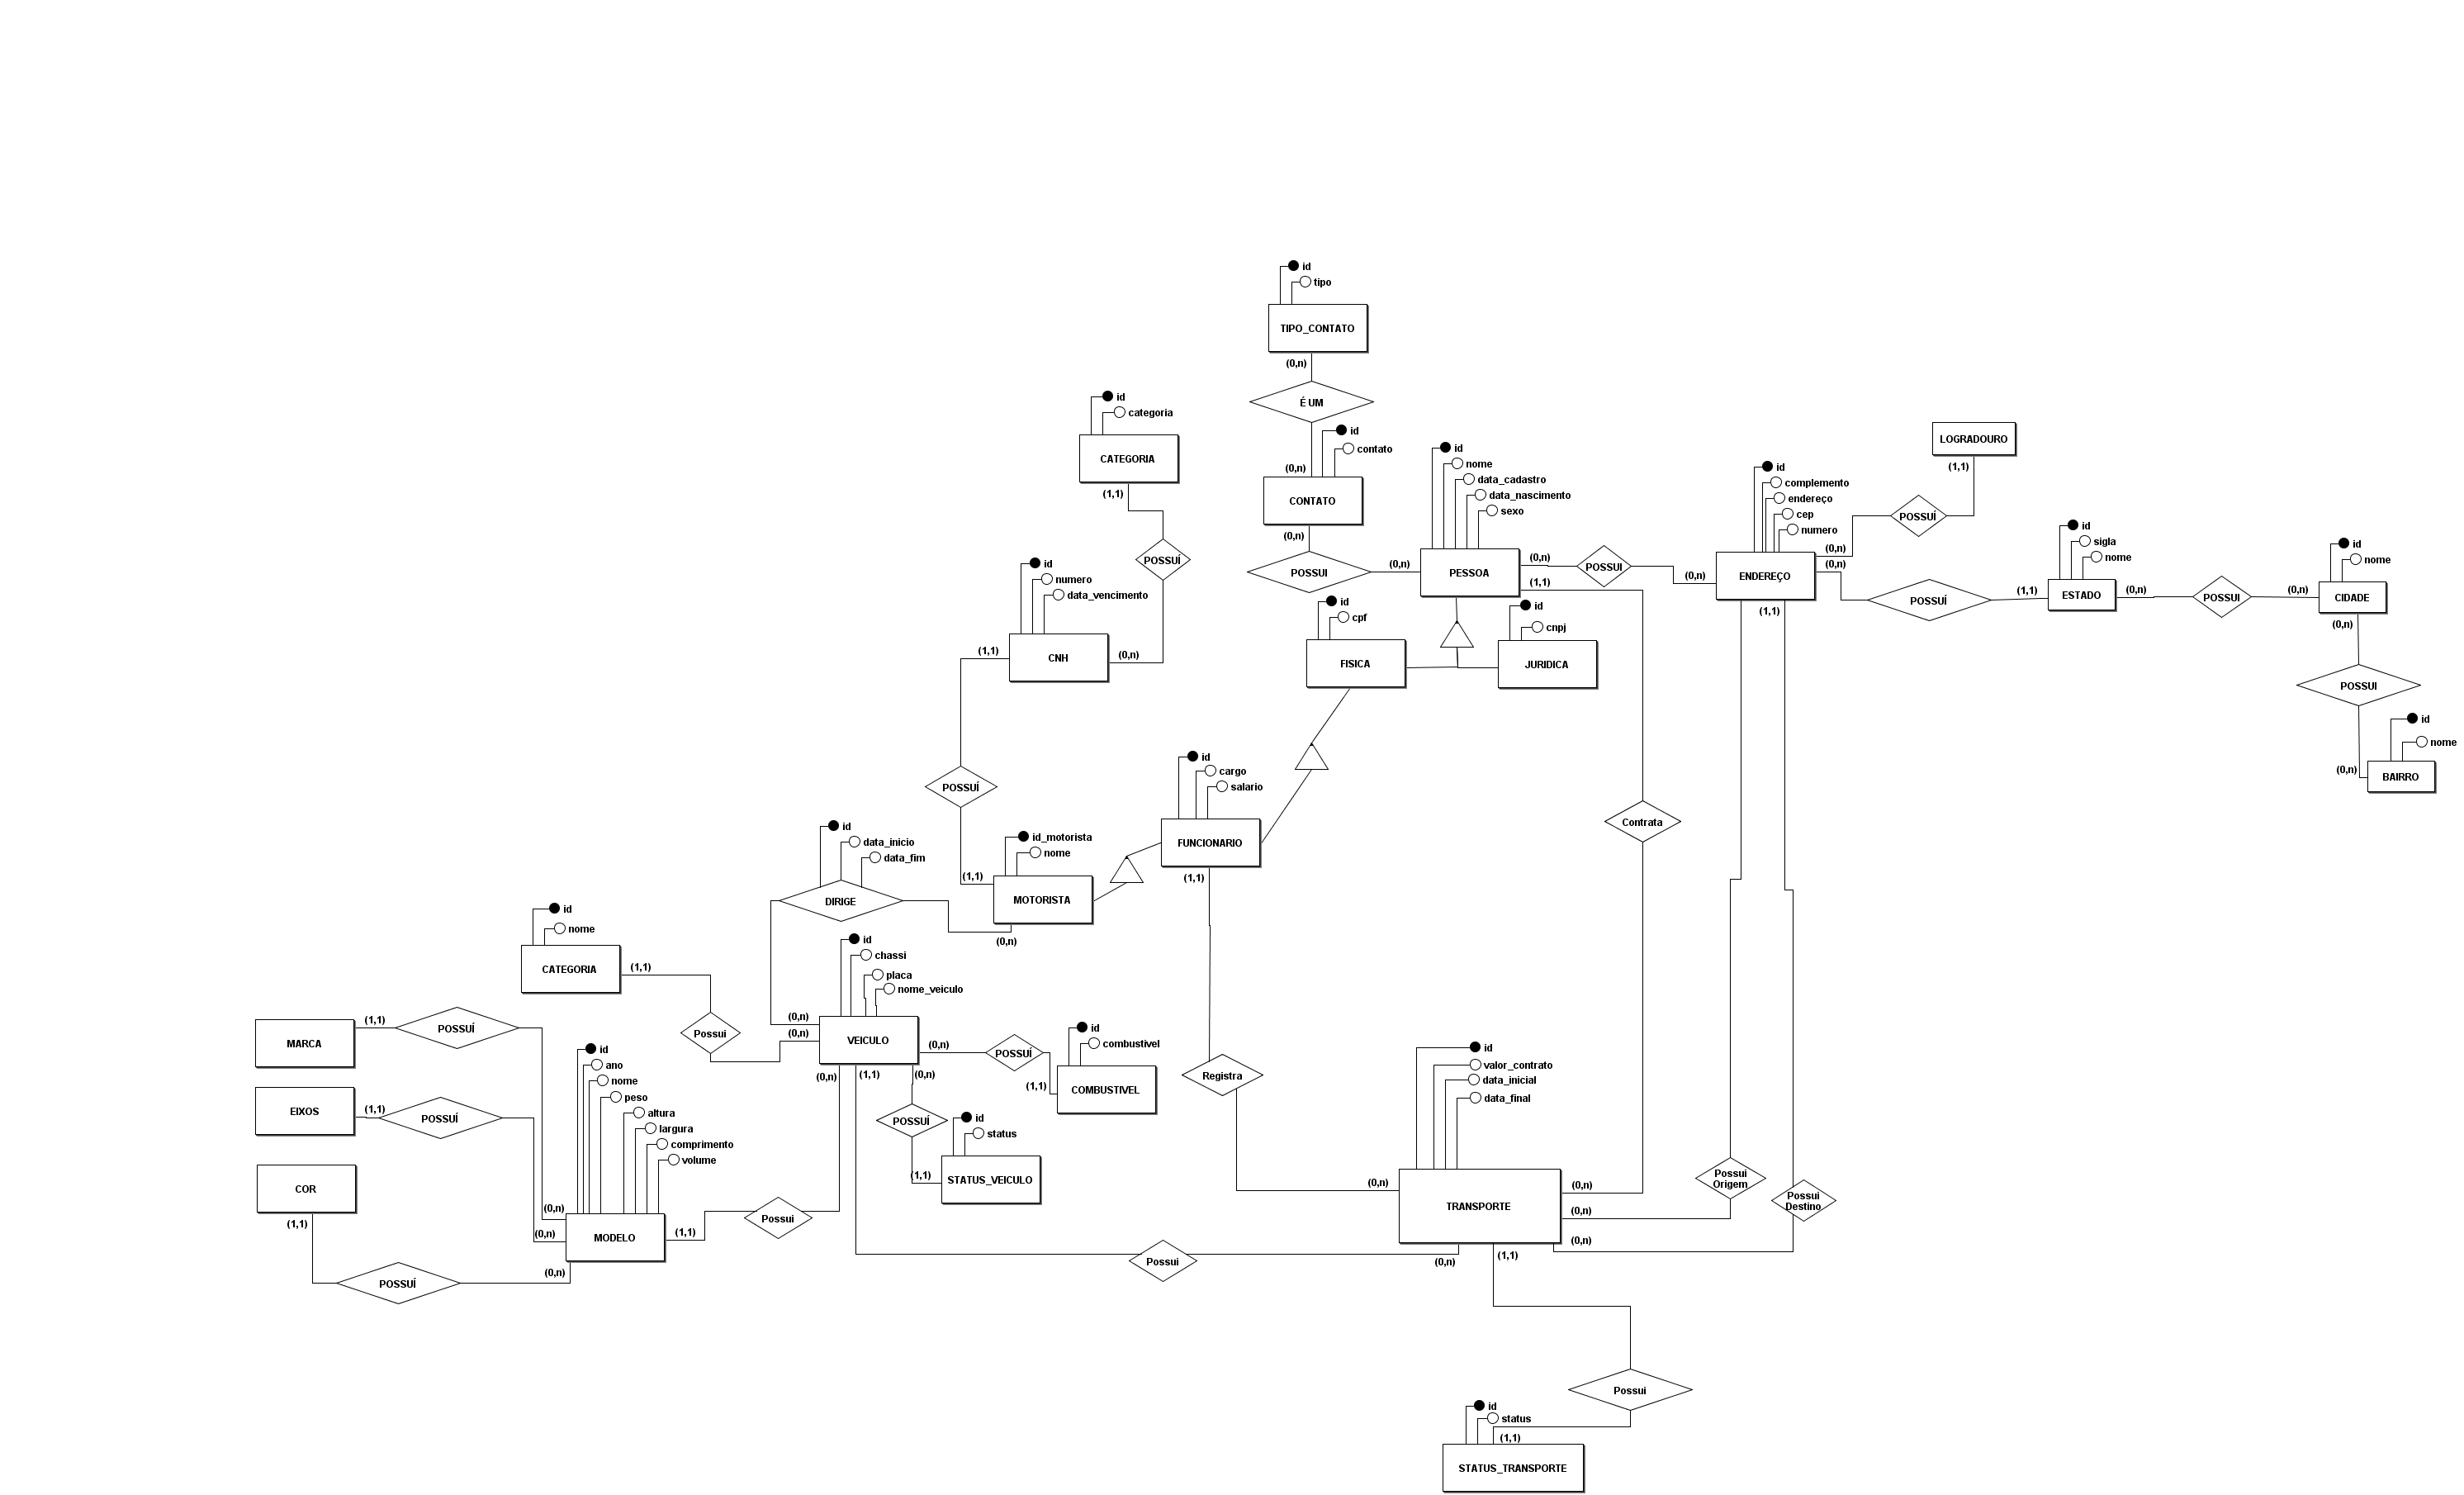 id
tipo
TIPO_CONTATO
(0,n)
É UM
(0,n)
id
contato
CONTATO
(0,n)
POSSUI
(0,n)
id
categoria
CATEGORIA
(1,1)
POSSUÍ
(0,n)
id
numero
data_vencimento
CNH
(1,1)
POSSUÍ
(1,1)
id
nome
data_cadastro
data_nascimento
sexo
PESSOA
(0,n)
POSSUI
(0,n)
(1,1)
id
cpf
FISICA
id
cnpj
JURIDICA
id
complemento
endereço
cep
numero
ENDEREÇO
(0,n)
POSSUÍ
(1,1)
LOGRADOURO
(0,n)
POSSUÍ
(1,1)
(1,1)
id
sigla
nome
ESTADO
(0,n)
POSSUI
(0,n)
id
nome
CIDADE
(0,n)
POSSUI
(0,n)
id
nome
BAIRRO
id
cargo
salario
FUNCIONARIO
(1,1)
Contrata
id_motorista
nome
MOTORISTA
(0,n)
id
data_inicio
data_fim
DIRIGE
(0,n)
id
nome
CATEGORIA
(1,1)
Possui
(0,n)
id
chassi
placa
nome_veiculo
VEICULO
(0,n)
POSSUÍ
(1,1)
id
combustivel
COMBUSTIVEL
(0,n)
(1,1)
(0,n)
POSSUÍ
(1,1)
id
status
STATUS_VEICULO
MARCA
(1,1)
POSSUÍ
(0,n)
EIXOS
(1,1)
POSSUÍ
(0,n)
COR
(1,1)
POSSUÍ
(0,n)
id
ano
nome
peso
altura
largura
comprimento
volume
MODELO
(1,1)
Possui
Registra
(0,n)
id
valor_contrato
data_inicial
data_final
TRANSPORTE
(0,n)
(0,n)
(0,n)
Possui
Origem
Possui
Destino
Possui
(0,n)
(1,1)
Possui
(1,1)
id
status
STATUS_TRANSPORTE